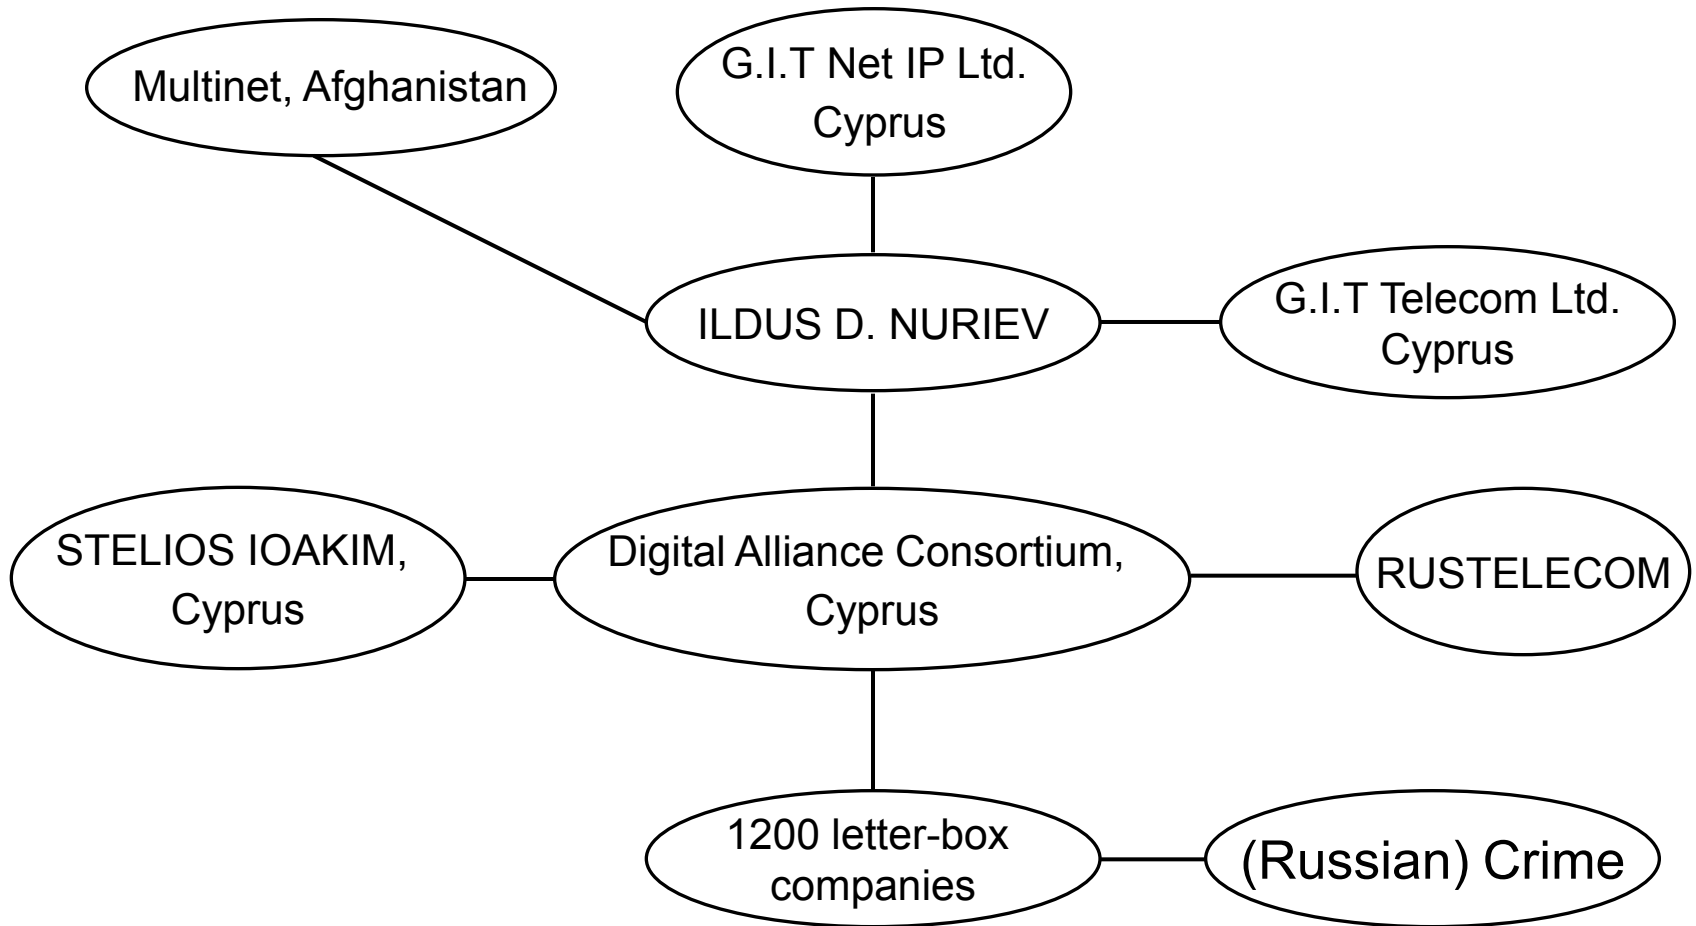 Multinet, Afghanistan
G.I.T Net IP Ltd.
Cyprus
ILDUS D. NURIEV
G.I.T Telecom Ltd.
Cyprus
STELIOS IOAKIM,
Cyprus
Digital Alliance Consortium,
Cyprus
RUSTELECOM
1200 letter-box
companies
(Russian) Crime